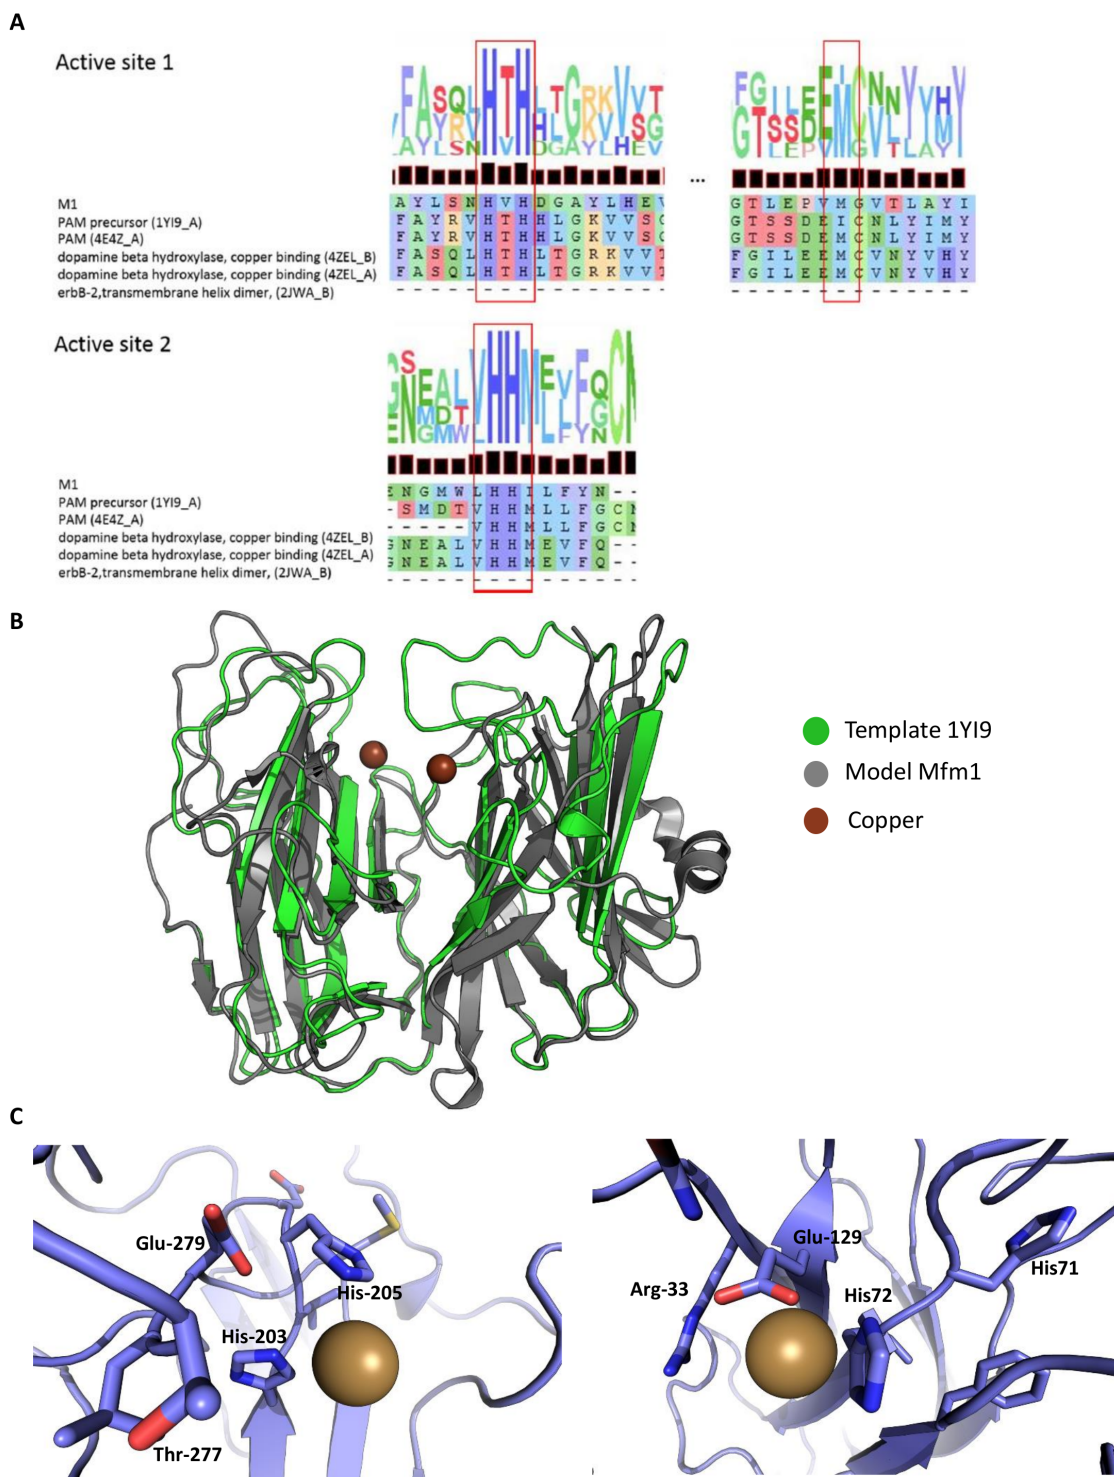 A
Active site 1
...
M1
PAM precursor (1YI9_A)
PAM (4E4Z_A)
dopamine beta hydroxylase, copper binding (4ZEL_B)
dopamine beta hydroxylase, copper binding (4ZEL_A)
erbB-2,transmembrane helix dimer, (2JWA_B)
A Y L S N H V H D G A Y L H E V
F A Y R V H T H H L G K V V S G
F A Y R V H T H H L G K V V S G
F A S Q L H T H L T G R K V V T
F A S Q L H T H L T G R K V V T
- - - - - - - - - - - - - - - -
G T L E P V M G V T L A Y I
G T S S D E I C N L Y I M Y
G T S S D E M C N L Y I M Y
F G I L E E M C V N Y V H Y
F G I L E E M C V N Y V H Y
- - - - - - - - - - - - - -
Active site 2
M1
PAM precursor (1YI9_A)
PAM (4E4Z_A)
dopamine beta hydroxylase, copper binding (4ZEL_B)
dopamine beta hydroxylase, copper binding (4ZEL_A)
erbB-2,transmembrane helix dimer, (2JWA_B)
E N G M W L H H I L F Y N - -
- S M D T V H H M L L F G C N
- - - - - V H H M L L F G C N
G N E A L V H H M E V F Q - -
G N E A L V H H M E V F Q - -
- - - - - - - - - - - - - - -
B
Template 1YI9
Model Mfm1
Copper
C
Glu-279
His-205
His-203
Thr-277
Glu-129
Arg-33
His72
His71